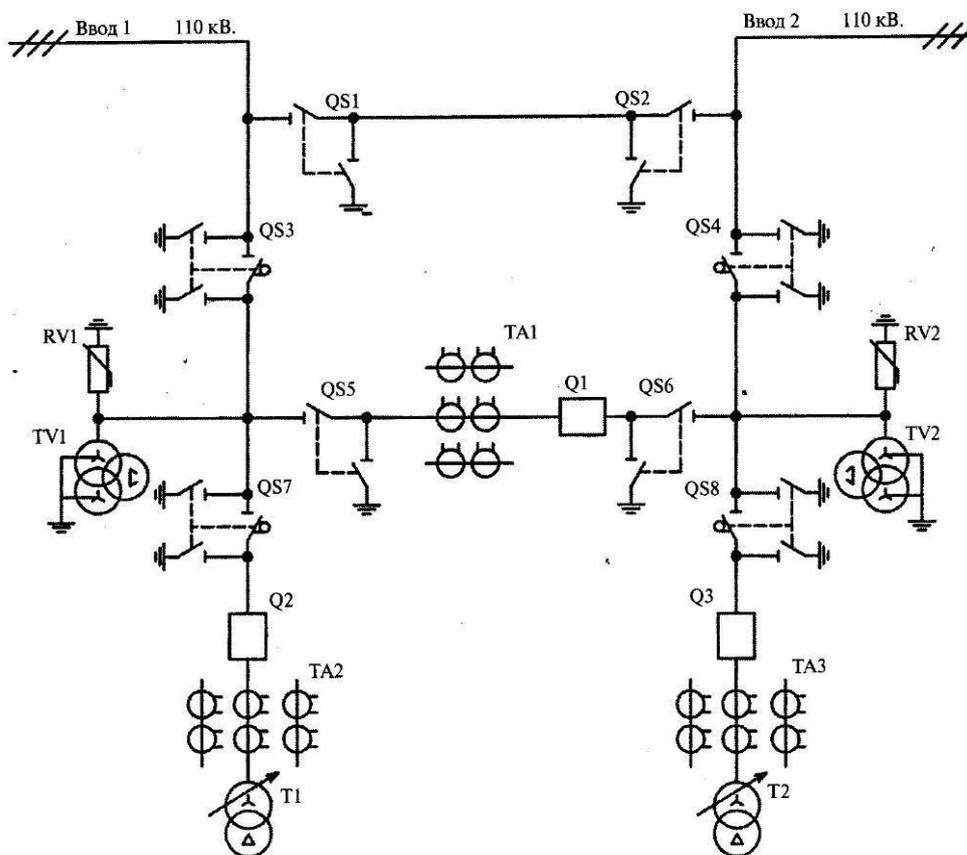 Ввод 1 110 кВ.
Ввод 2 110 кВ.
QS1
QS2
QS3
QS4
RV1
TA1
RV2
QS5
Q1
QS6
TV1
TV2
QS7
QS8
Q2
Q3
TA2
TA3
T1
T2